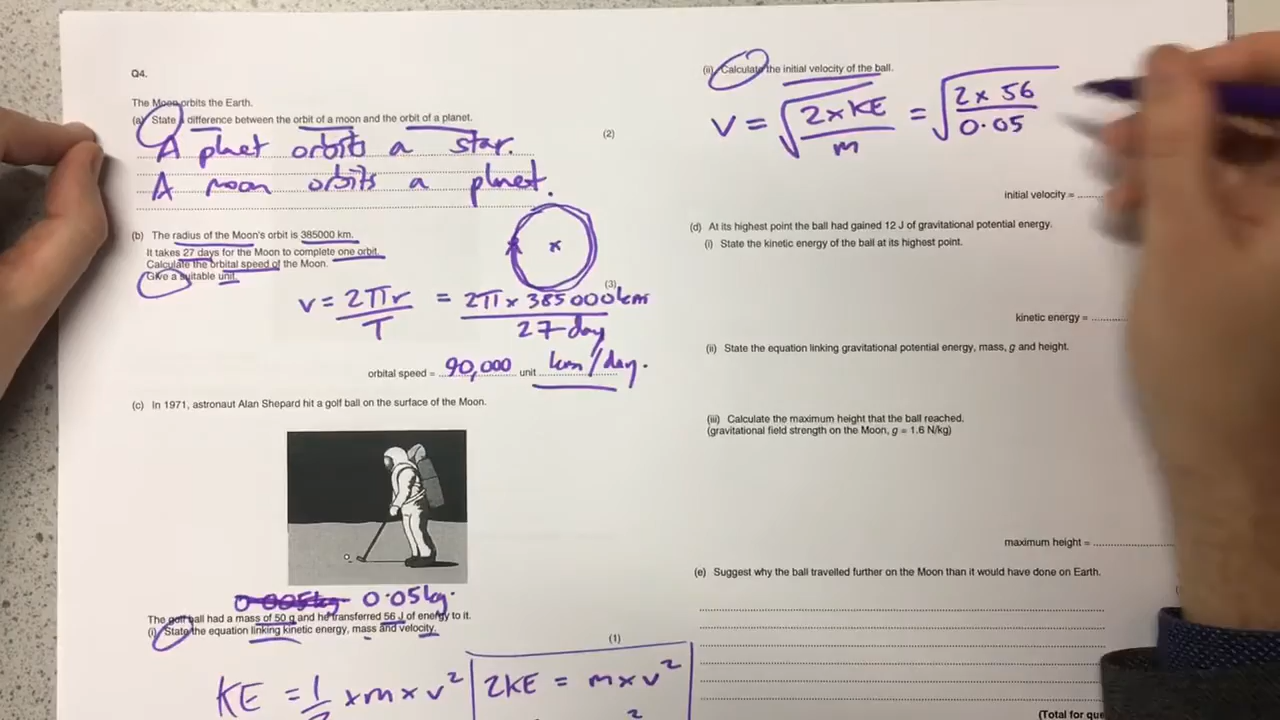 Q4.
The Moon orbits the Earth.
(a) State difference between the orbit of a moon and the orbit of a planet.
(2)
A planet orbits a star.
A moon orbits a planet.
(b) The radius of the Moon's orbit is 385000 km.
It takes 27 days for the Moon to complete one orbit.
Calculate the orbital speed of the Moon.
Give a suitable unit.
(3)
v = 2πr / T = 2π x 385000km / 27 day
orbital speed = 90,000 unit km/day.
(c) In 1971, astronaut Alan Shepard hit a golf ball on the surface of the Moon.
0.005kg 0.05kg.
The golf ball had a mass of 50 g and he transferred 56 J of energy to it.
(i) State the equation linking kinetic energy, mass and velocity.
(1)
KE = 1/2 x m x v² 2KE = m x v²
2
(ii) Calculate the initial velocity of the ball.
v = √ 2 x KE / m = √ 2 x 56 / 0.05
initial velocity =
(d) At its highest point the ball had gained 12 J of gravitational potential energy.
(i) State the kinetic energy of the ball at its highest point.
kinetic energy =
(ii) State the equation linking gravitational potential energy, mass, g and height.
(iii) Calculate the maximum height that the ball reached.
(gravitational field strength on the Moon, g = 1.6 N/kg)
maximum height =
(e) Suggest why the ball travelled further on the Moon than it would have done on Earth.
(Total for que